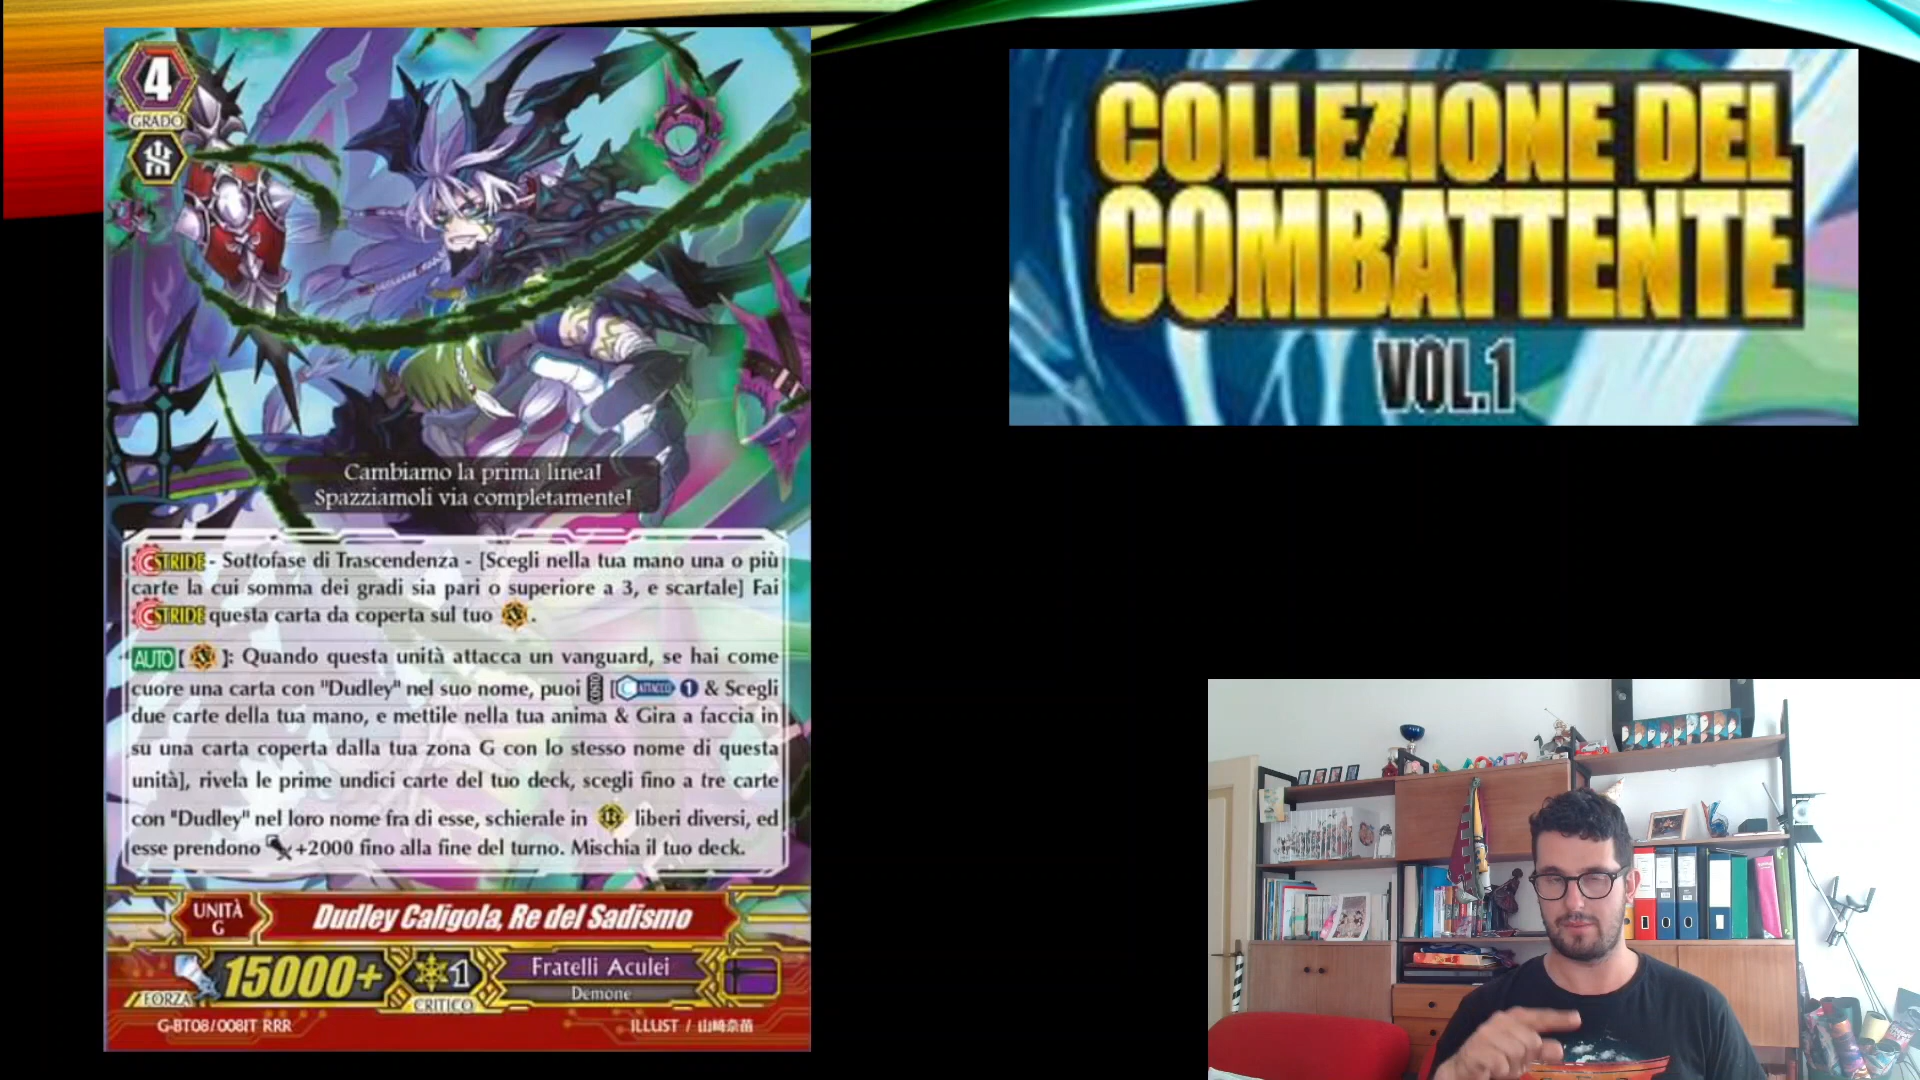 4
GRADO
Cambiamo la prima linea!
Spazziamoli via completamente!
STRIDE - Sottofase di Trascendenza - [Scegli nella tua mano una o più
carte la cui somma dei gradi sia pari o superiore a 3, e scartale] Fai
STRIDE questa carta da coperta sul tuo .
AUTO [ ]: Quando questa unità attacca un vanguard, se hai come
cuore una carta con "Dudley" nel suo nome, puoi COSTO [ATTACCO 1 & Scegli
due carte della tua mano, e mettile nella tua anima & Gira a faccia in
su una carta coperta dalla tua zona G con lo stesso nome di questa
unità], rivela le prime undici carte del tuo deck, scegli fino a tre carte
con "Dudley" nel loro nome fra di esse, schierale in liberi diversi, ed
esse prendono +2000 fino alla fine del turno. Mischia il tuo deck.
UNITÀ
G
Dudley Caligola, Re del Sadismo
FORZA
15000+
1
CRITICO
Fratelli Aculei
Demone
G-BT08/008IT RRR
ILLUST / 山崎奈苗
COLLEZIONE DEL
COMBATTENTE
VOL.1